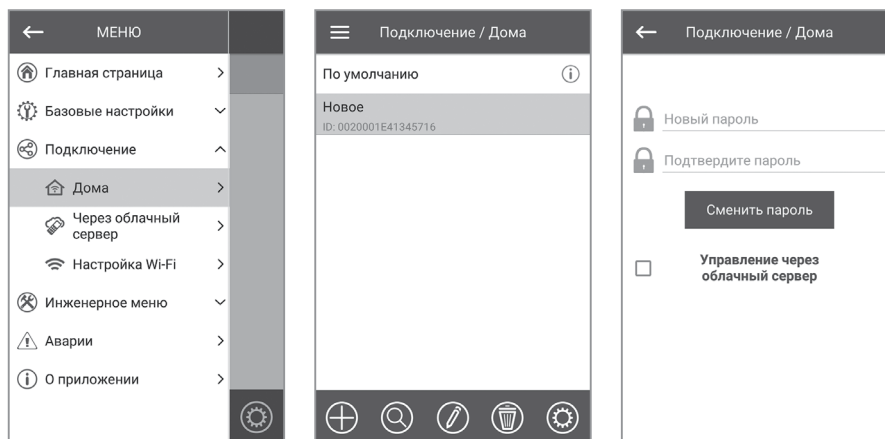 МЕНЮ
Главная страница
Базовые настройки
Подключение
Дома
Через облачный
сервер
Настройка Wi-Fi
Инженерное меню
Аварии
О приложении
Подключение / Дома
По умолчанию
Новое
ID: 0020001E41345716
Подключение / Дома
Новый пароль
Подтвердите пароль
Сменить пароль
Управление через
облачный сервер